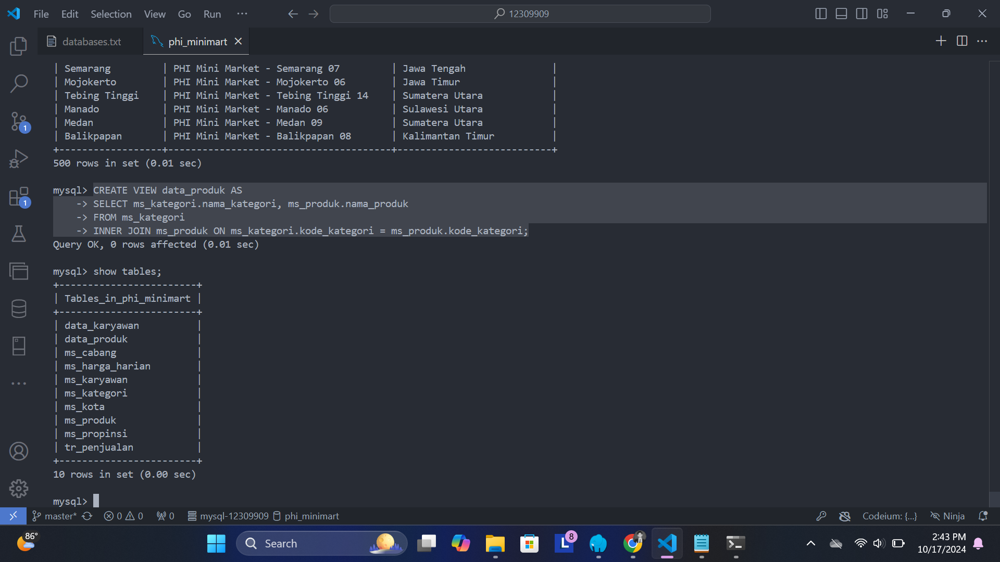 File Edit Selection View Go Run ··· 12309909
databases.txt phi_minimart
| Semarang | PHI Mini Market - Semarang 07 | Jawa Tengah |
| Mojokerto | PHI Mini Market - Mojokerto 06 | Jawa Timur |
| Tebing Tinggi | PHI Mini Market - Tebing Tinggi 14 | Sumatera Utara |
| Manado | PHI Mini Market - Manado 06 | Sulawesi Utara |
| Medan | PHI Mini Market - Medan 09 | Sumatera Utara |
| Balikpapan | PHI Mini Market - Balikpapan 08 | Kalimantan Timur |
+------------------+---------------------------------------+---------------------------+
500 rows in set (0.01 sec)
mysql> CREATE VIEW data_produk AS
-> SELECT ms_kategori.nama_kategori, ms_produk.nama_produk
-> FROM ms_kategori
-> INNER JOIN ms_produk ON ms_kategori.kode_kategori = ms_produk.kode_kategori;
Query OK, 0 rows affected (0.01 sec)
mysql> show tables;
+------------------------+
| Tables_in_phi_minimart |
+------------------------+
| data_karyawan |
| data_produk |
| ms_cabang |
| ms_harga_harian |
| ms_karyawan |
| ms_kategori |
| ms_kota |
| ms_produk |
| ms_propinsi |
| tr_penjualan |
+------------------------+
10 rows in set (0.00 sec)
mysql>
1
1
master* 0 0 0 mysql-12309909 phi_minimart Codeium: {...} Ninja
86° Search L 8 2:43 PM
10/17/2024